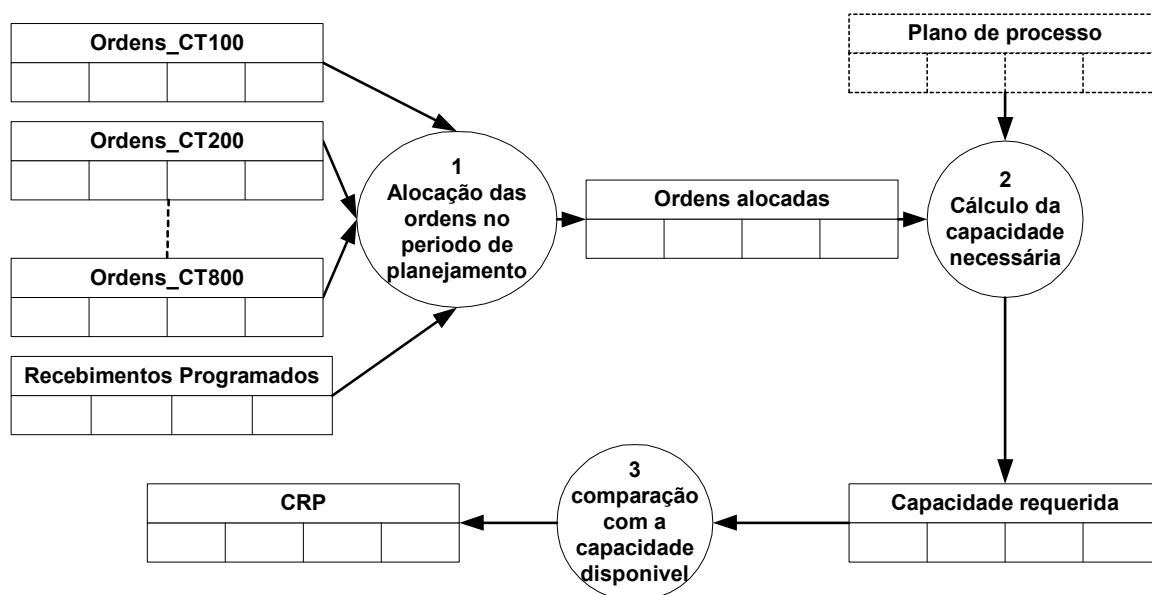 Ordens_CT100
Plano de processo
Ordens_CT200
1
Alocação das
ordens no
periodo de
planejamento
Ordens alocadas
2
Cálculo da
capacidade
necessária
Ordens_CT800
Recebimentos Programados
CRP
3
comparação
com a
capacidade
disponivel
Capacidade requerida